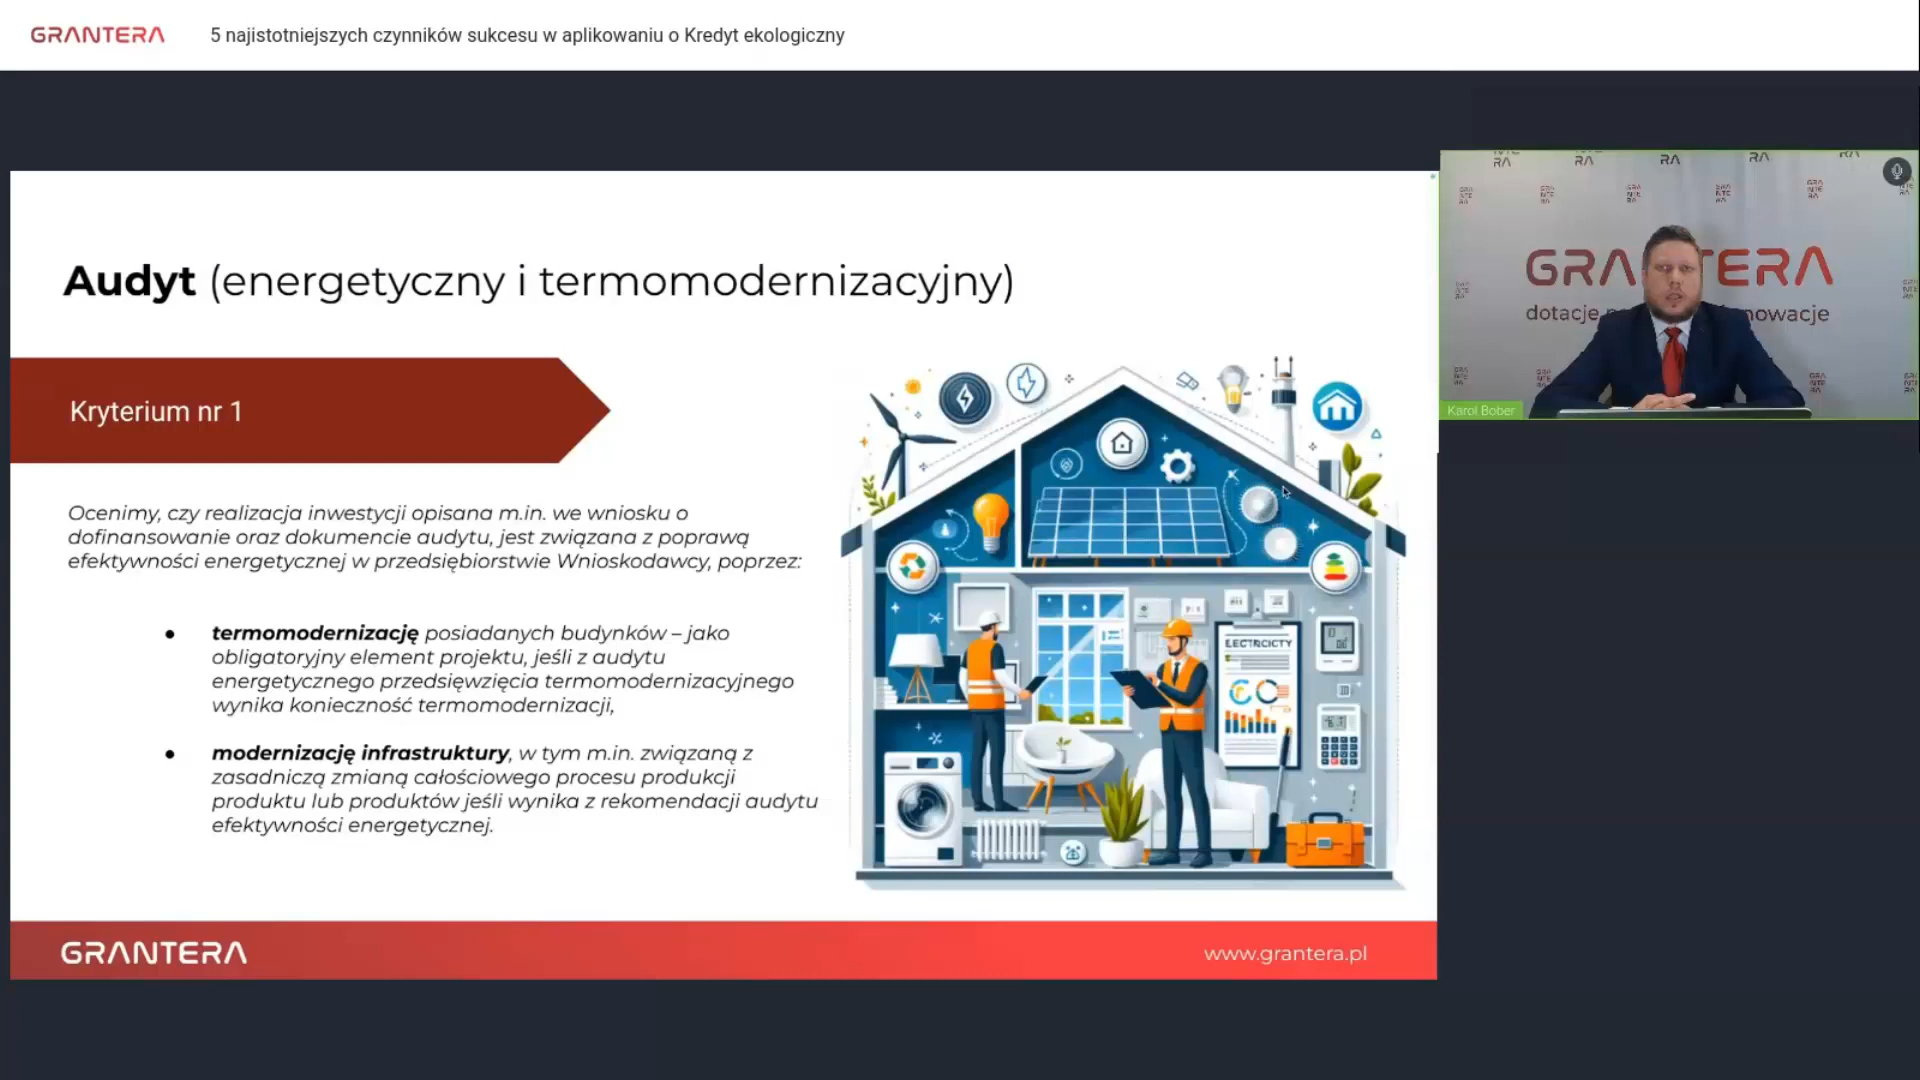 GRANTERA
5 najistotniejszych czynników sukcesu w aplikowaniu o Kredyt ekologiczny
Audyt (energetyczny i termomodernizacyjny)
Kryterium nr 1
Ocenimy, czy realizacja inwestycji opisana m.in. we wniosku o
dofinansowanie oraz dokumencie audytu, jest związana z poprawą
efektywności energetycznej w przedsiębiorstwie Wnioskodawcy, poprzez:
• termomodernizację posiadanych budynków – jako
obligatoryjny element projektu, jeśli z audytu
energetycznego przedsięwzięcia termomodernizacyjnego
wynika konieczność termomodernizacji,
• modernizację infrastruktury, w tym m.in. związaną z
zasadniczą zmianą całościowego procesu produkcji
produktu lub produktów jeśli wynika z rekomendacji audytu
efektywności energetycznej.
GRANTERA
www.grantera.pl
GRA TERA
dotacje nowacje
Karol Bober